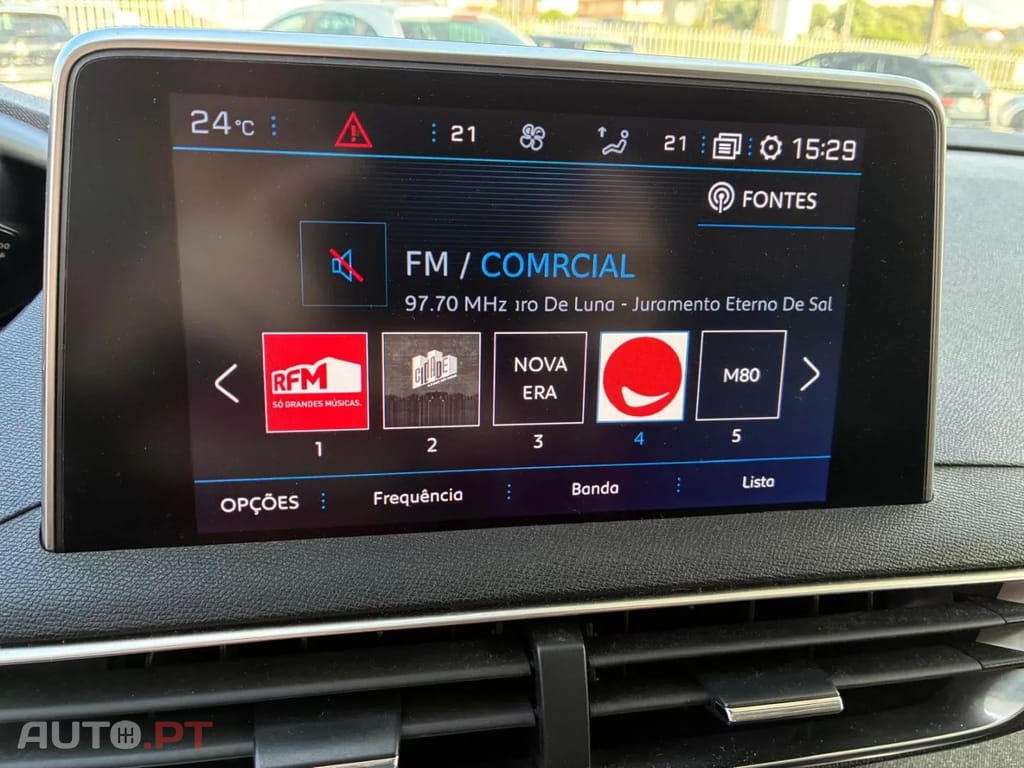 24°C 21 21 15:29
FONTES
FM / COMRCIAL
97.70 MHz ıro De Luna - Juramento Eterno De Sal
RFM
SÓ GRANDES MÚSICAS.
CIDADE
NOVA
ERA
M80
1 2 3 4 5
OPÇÕES Frequência Banda Lista
AUTO.PT